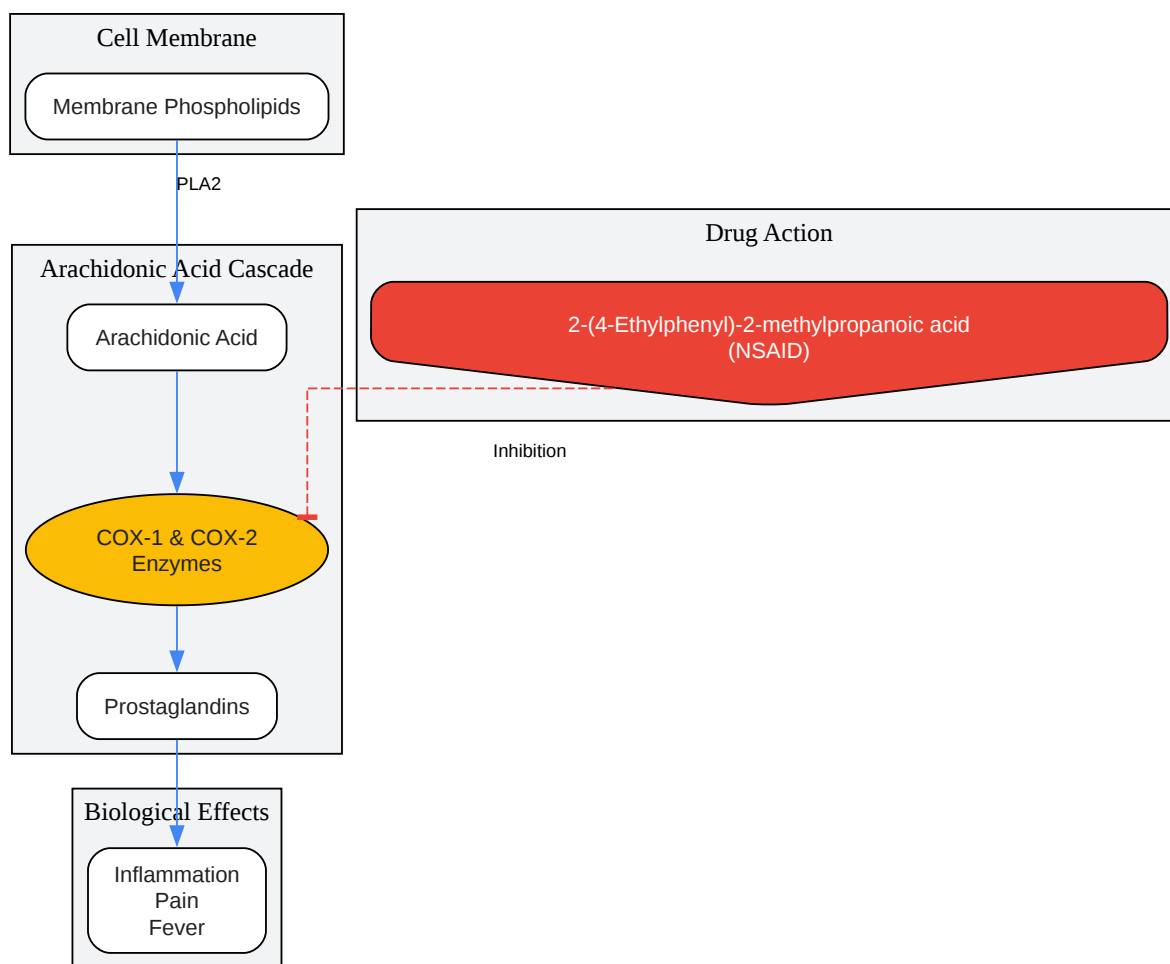 Cell Membrane
Membrane Phospholipids
PLA2
Drug Action
2-(4-Ethylphenyl)-2-methylpropanoic acid
(NSAID)
Arachidonic Acid Cascade
Arachidonic Acid
Inhibition
COX-1 & COX-2
Enzymes
Prostaglandins
Biological Effects
Inflammation
Pain
Fever